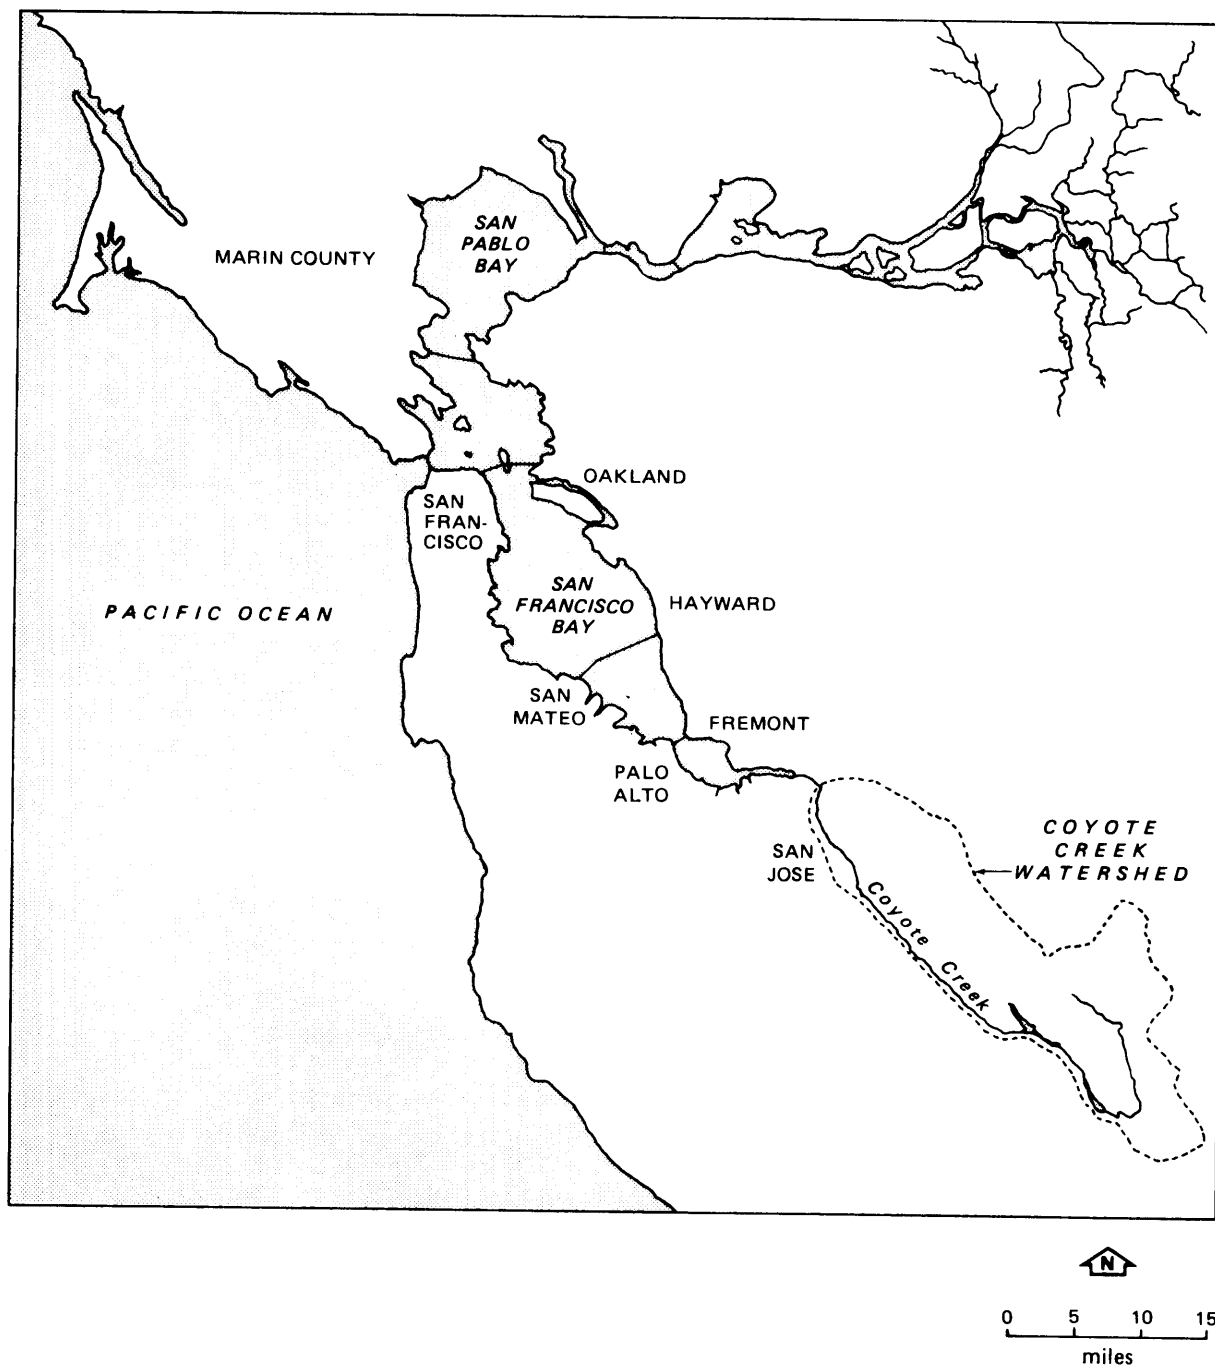 SAN
PABLO
BAY
MARIN COUNTY
OAKLAND
SAN
FRAN-
CISCO
SAN
FRANCISCO
BAY
HAYWARD
PACIFIC OCEAN
SAN
MATEO
FREMONT
PALO
ALTO
COYOTE
CREEK
WATERSHED
SAN
JOSE
Coyote Creek
N
0 5 10 15
miles